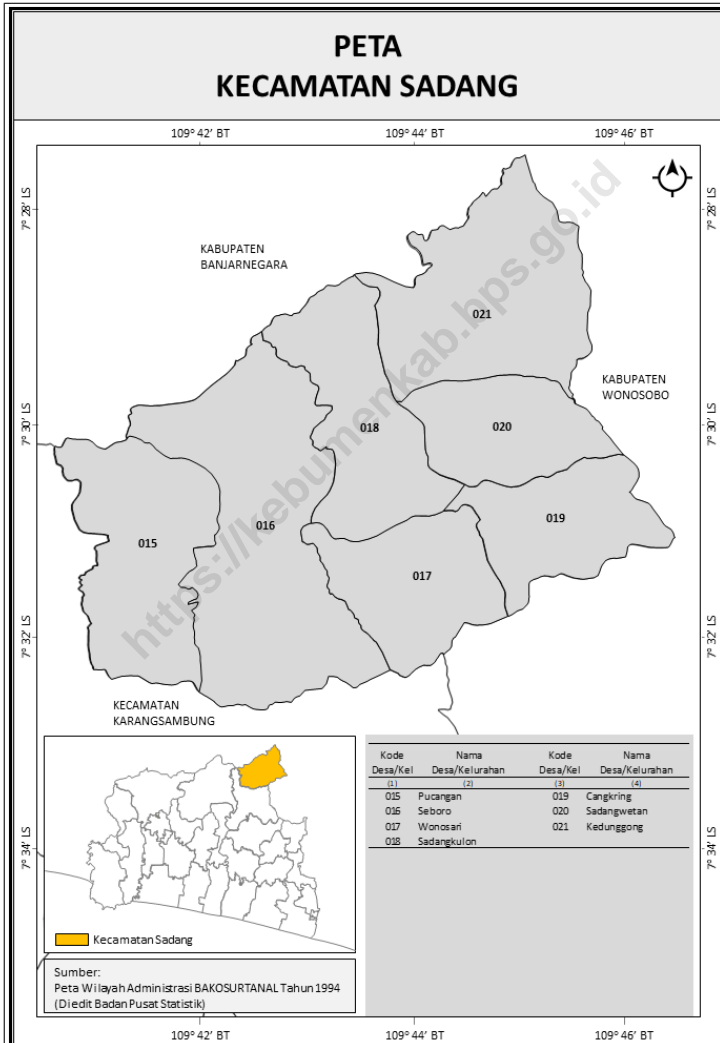 PETA
KECAMATAN SADANG
109° 42' BT 109° 44' BT 109° 46' BT
7° 28' LS 7° 28' LS
KABUPATEN
BANJARNEGARA
021
KABUPATEN
WONOSOBO
7° 30' LS 7° 30' LS
018
020
016
019
015
017
https://kebumenkab.bps.go.id
7° 32' LS 7° 32' LS
KECAMATAN
KARANGSAMBUNG
Kode Nama Kode Nama
Desa/Kel Desa/Kelurahan Desa/Kel Desa/Kelurahan
(1) (2) (3) (4)
015 Pucangan 019 Cangkring
016 Seboro 020 Sadangwetan
017 Wonosari 021 Kedunggong
018 Sadangkulon
7° 34' LS 7° 34' LS
Kecamatan Sadang
Sumber:
Peta Wilayah Administrasi BAKOSURTANAL Tahun 1994
(Diedit Badan Pusat Statistik)
109° 42' BT 109° 44' BT 109° 46' BT